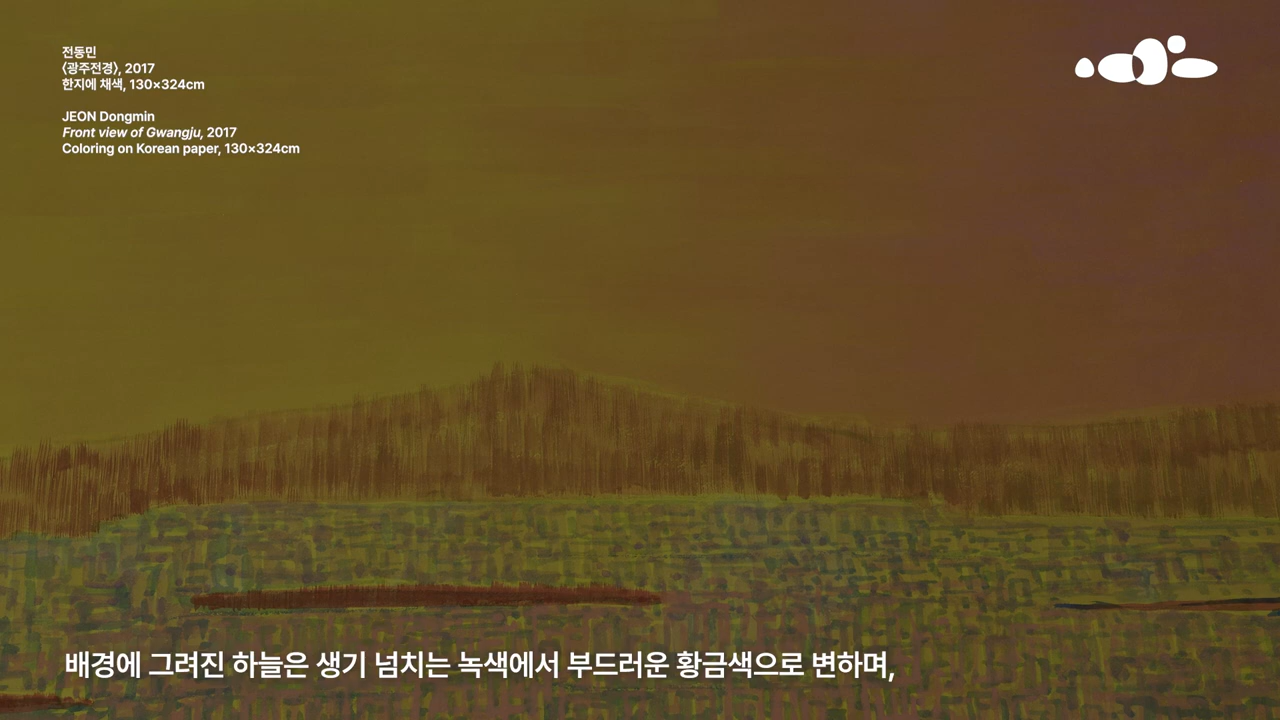 전동민
〈광주전경〉, 2017
한지에 채색, 130×324cm
JEON Dongmin
Front view of Gwangju, 2017
Coloring on Korean paper, 130×324cm
배경에 그려진 하늘은 생기 넘치는 녹색에서 부드러운 황금색으로 변하며,